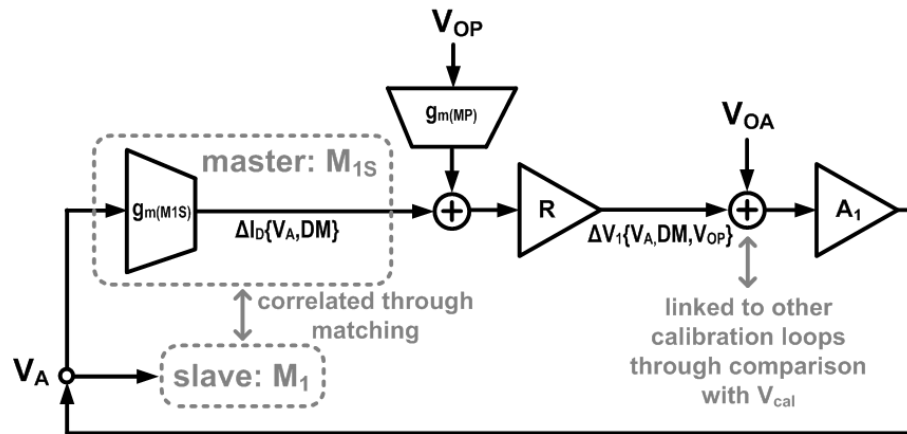 V_OP
g_m(MP)
V_OA
master: M_1S
g_m(M1S)
R
A_1
ΔI_D{V_A,DM}
ΔV_1{V_A,DM,V_OP}
correlated through
matching
linked to other
calibration loops
through comparison
with V_cal
V_A
slave: M_1